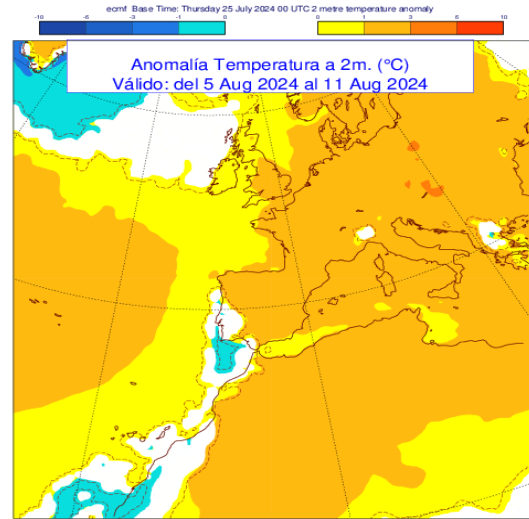 ecmf Base Time: Thursday 25 July 2024 00 UTC 2 metre temperature anomaly
-10 -6 -3 -1 0 0 1 3 6 10
Anomalía Temperatura a 2m. (°C)
Válido: del 5 Aug 2024 al 11 Aug 2024